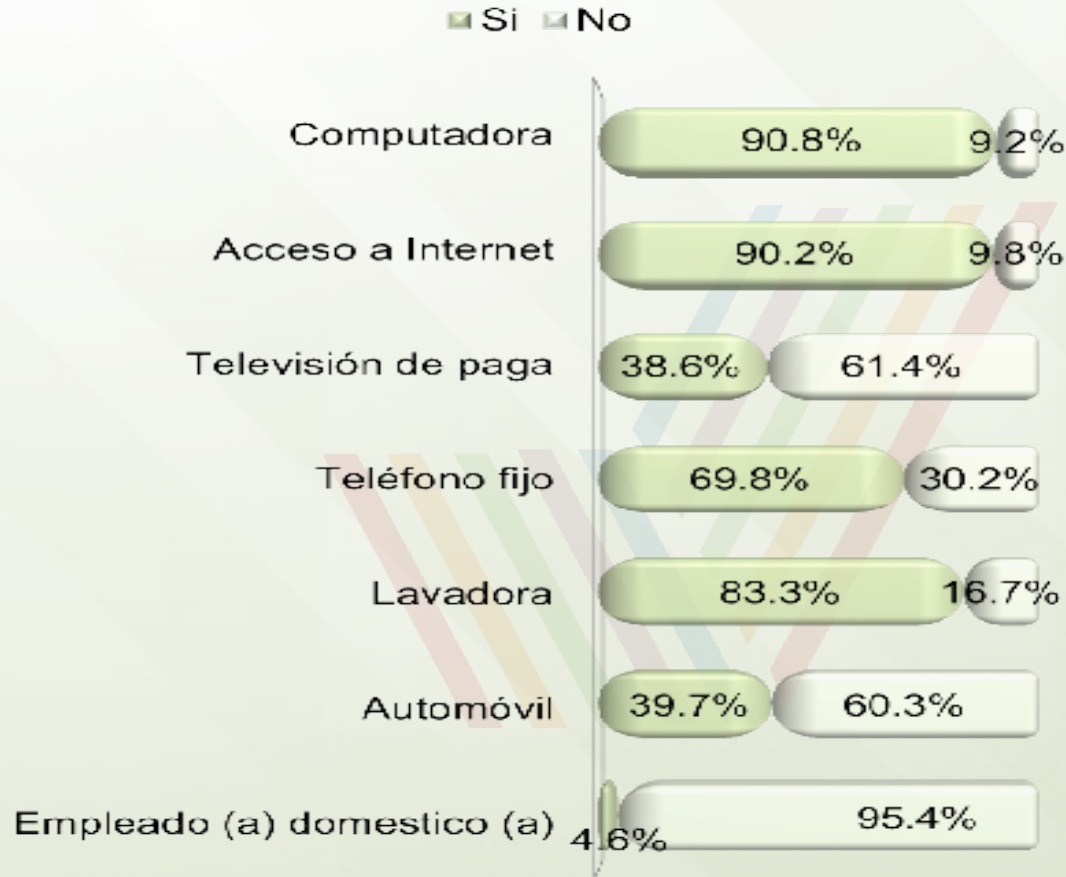 Si No
Computadora 90.8% 9.2%
Acceso a Internet 90.2% 9.8%
Televisión de paga 38.6% 61.4%
Teléfono fijo 69.8% 30.2%
Lavadora 83.3% 16.7%
Automóvil 39.7% 60.3%
Empleado (a) domestico (a) 4.6% 95.4%